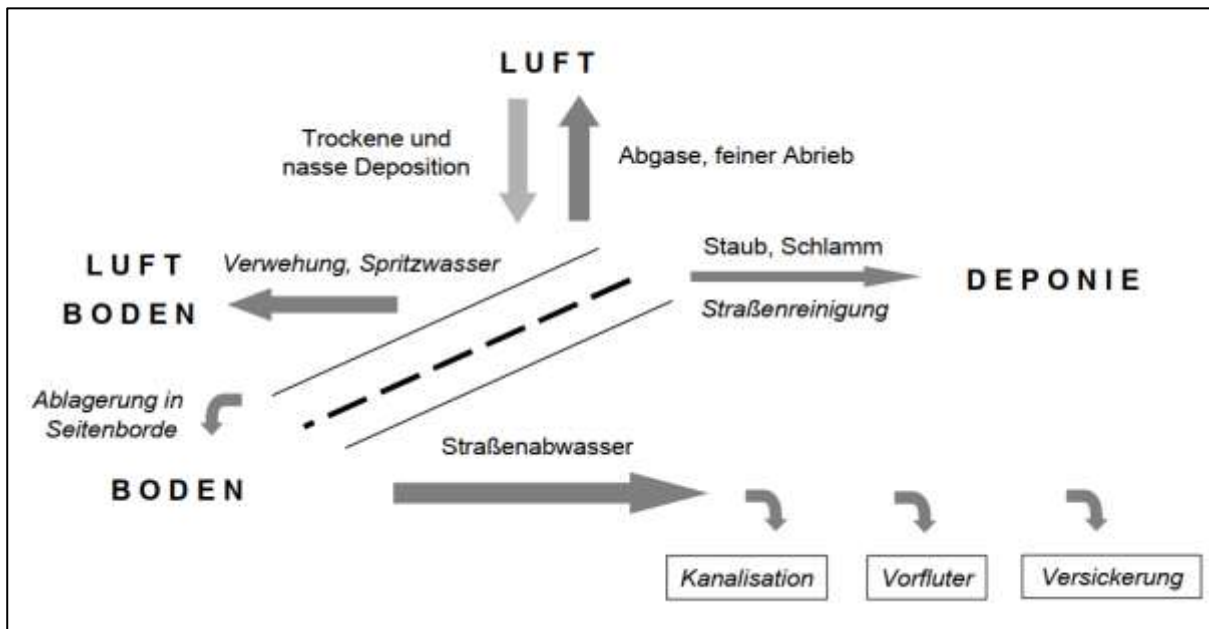 LUFT
Trockene und
nasse Deposition
Abgase, feiner Abrieb
LUFT
BODEN
Verwehung, Spritzwasser
Staub, Schlamm
Straßenreinigung
DEPONIE
Ablagerung in
Seitenborde
BODEN
Straßenabwasser
Kanalisation
Vorfluter
Versickerung